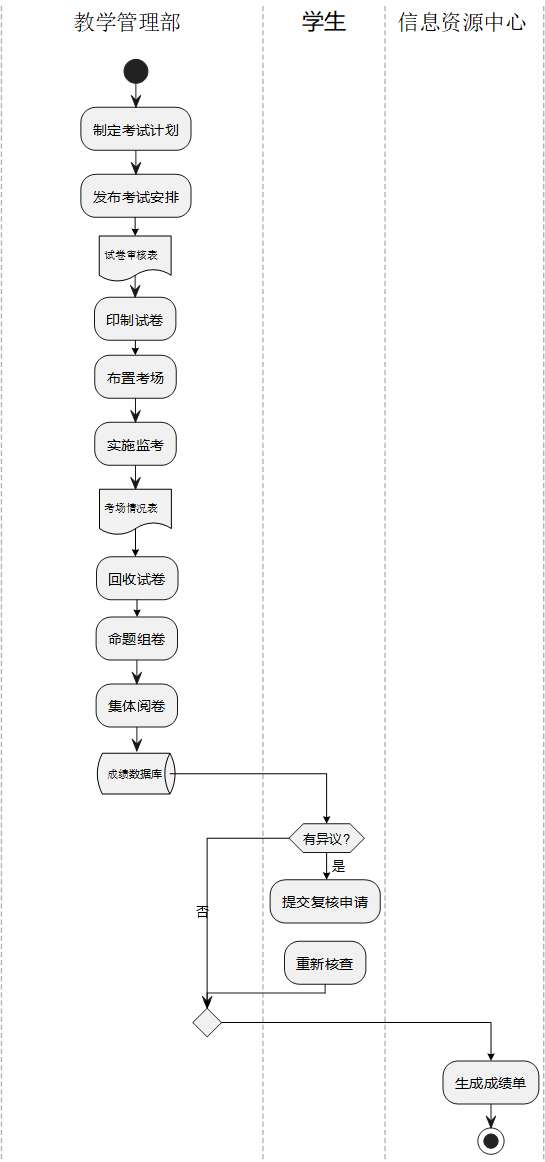 教学管理部
学生
信息资源中心
制定考试计划
发布考试安排
试卷审核表
印制试卷
布置考场
实施监考
考场情况表
回收试卷
命题组卷
集体阅卷
成绩数据库
有异议?
是
提交复核申请
否
重新核查
生成成绩单